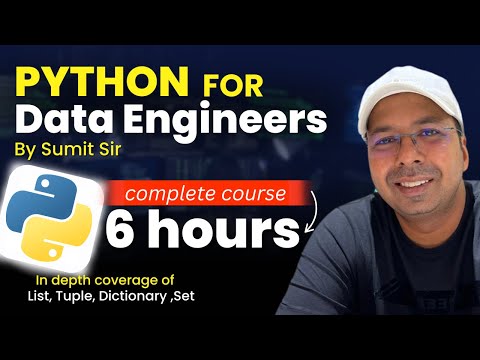 PYTHON FOR
Data Engineers
By Sumit Sir
complete course
6 hours
In depth coverage of
List, Tuple, Dictionary ,Set